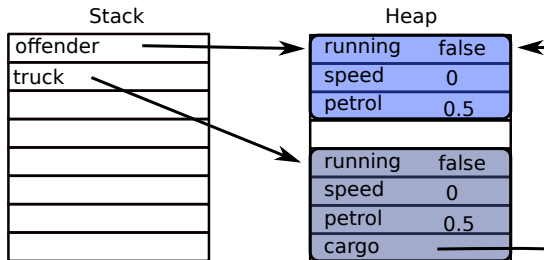 Stack
offender
truck
Heap
running false
speed 0
petrol 0.5
running false
speed 0
petrol 0.5
cargo